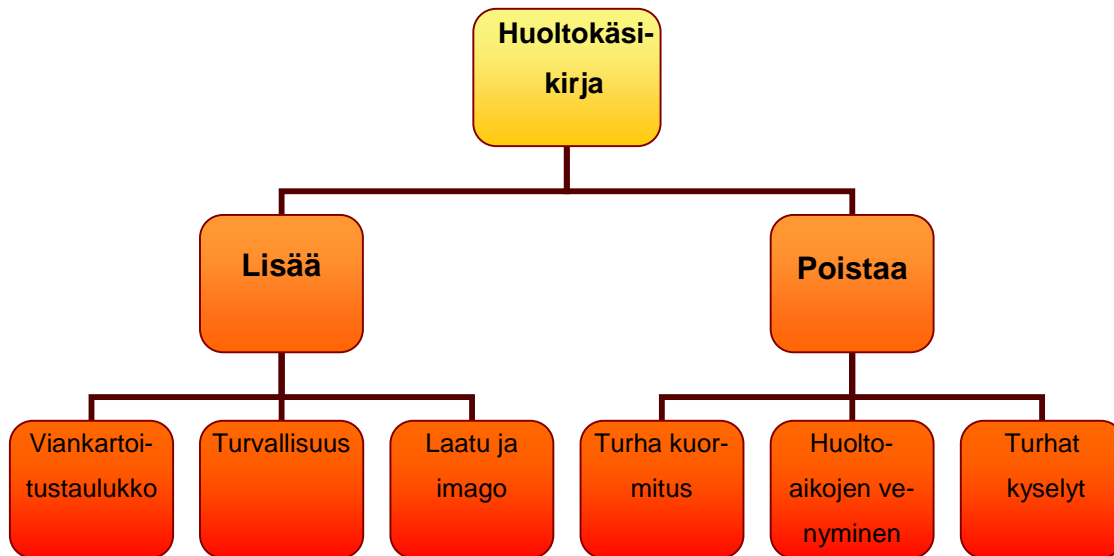 Huoltokäsi-
kirja
Lisää
Poistaa
Viankartoi-
tustaulukko
Turvallisuus
Laatu ja
imago
Turha kuor-
mitus
Huolto-
aikojen ve-
nyminen
Turhat
kyselyt